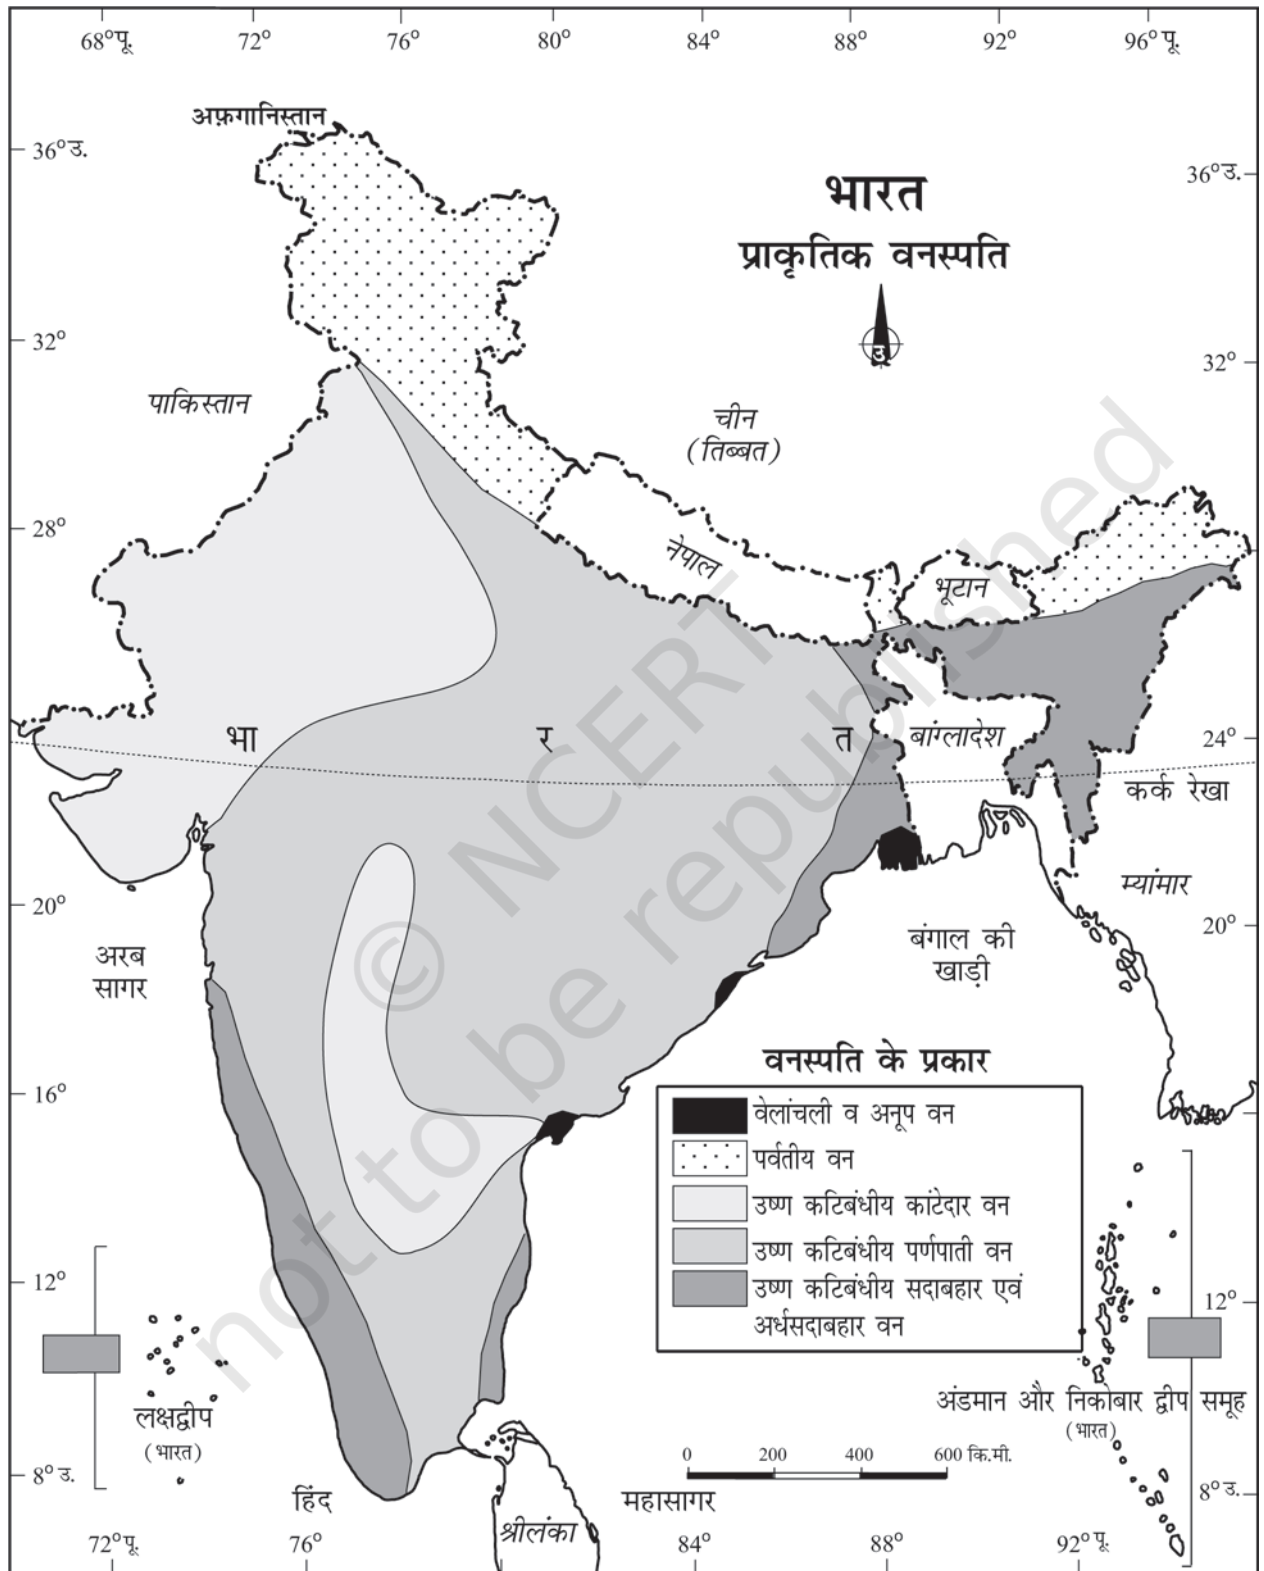 68°पू. 72° 76° 80° 84° 88° 92° 96°पू.
अफ़गानिस्तान
36°उ. 36°उ.
भारत
प्राकृतिक वनस्पति
उ
32° 32°
पाकिस्तान
चीन
(तिब्बत)
28°
नेपाल
भूटान
भा र त
बांग्लादेश
24°
कर्क रेखा
म्यांमार
20° 20°
अरब
सागर
बंगाल की
खाड़ी
© NCERT
not to be republished
वनस्पति के प्रकार
16°
वेलांचली व अनूप वन
पर्वतीय वन
उष्ण कटिबंधीय कांटेदार वन
उष्ण कटिबंधीय पर्णपाती वन
उष्ण कटिबंधीय सदाबहार एवं
अर्धसदाबहार वन
12° 12°
लक्षद्वीप
(भारत)
अंडमान और निकोबार द्वीप समूह
(भारत)
0 200 400 600 कि.मी.
8°उ. 8°उ.
हिंद महासागर
श्रीलंका
72°पू. 76° 84° 88° 92°पू.